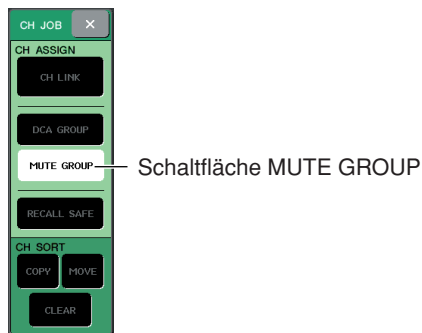 CH JOB ×
CH ASSIGN
CH LINK
DCA GROUP
MUTE GROUP
Schaltfläche MUTE GROUP
RECALL SAFE
CH SORT
COPY MOVE
CLEAR